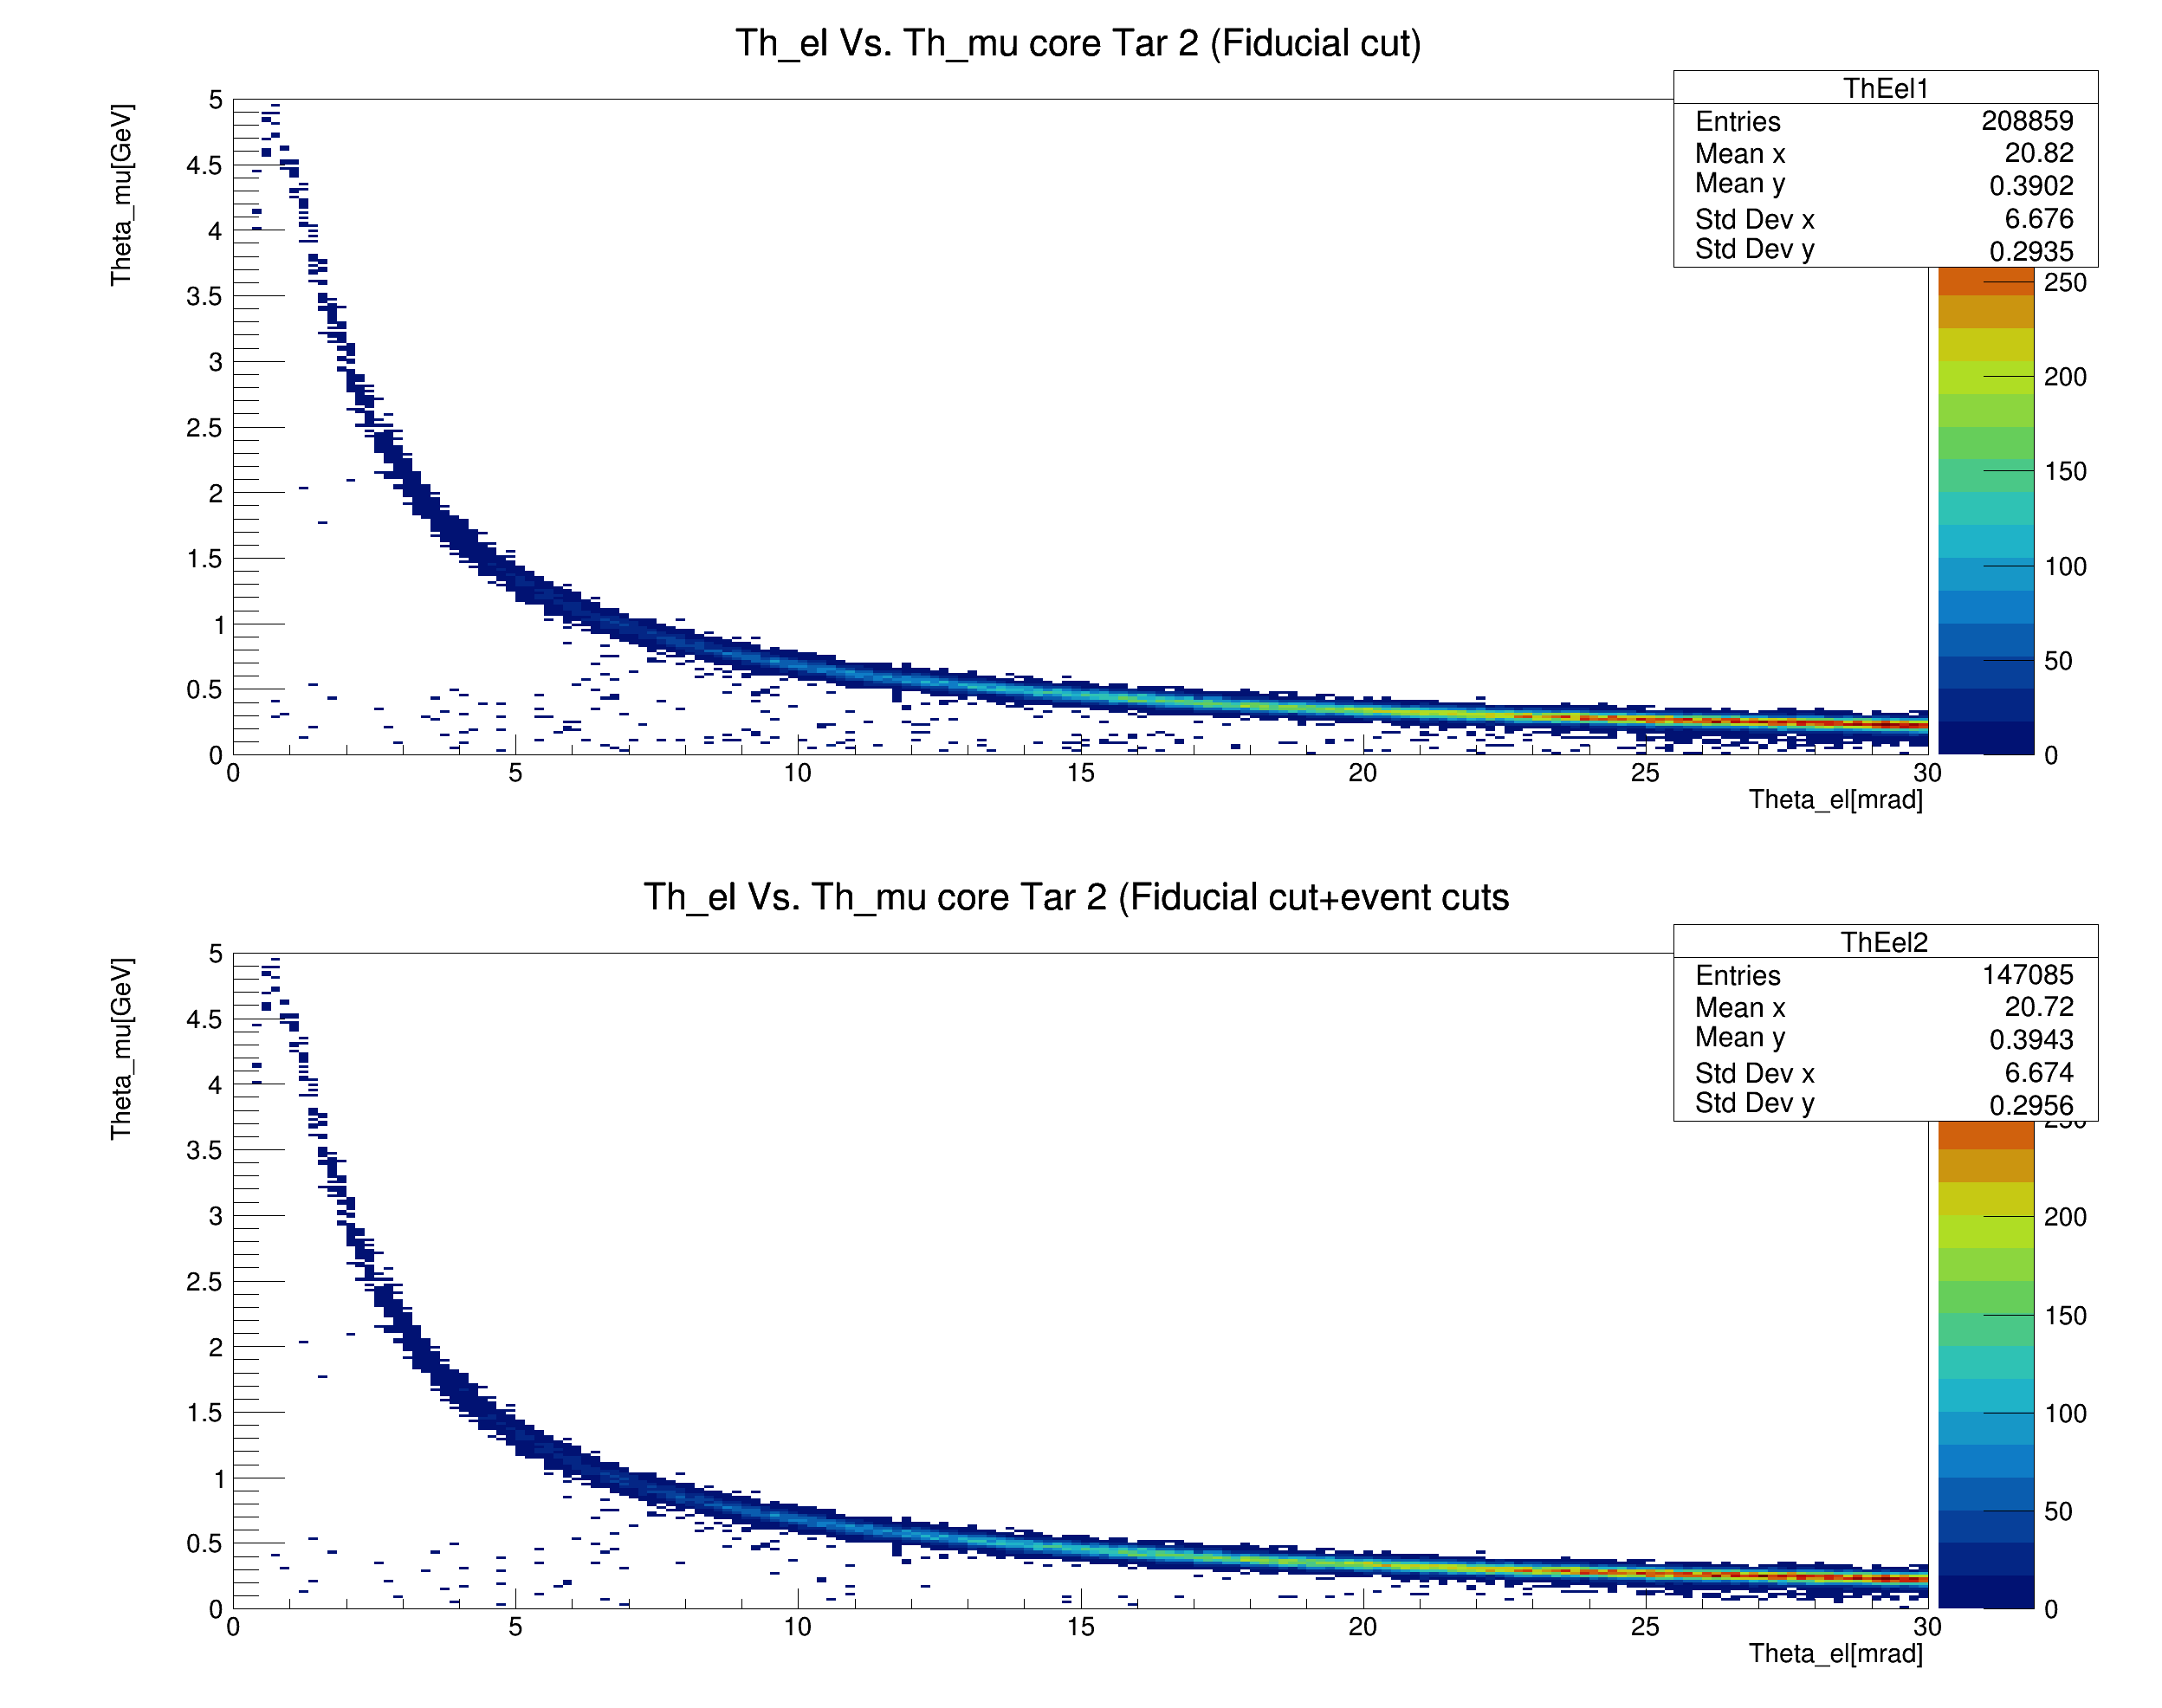 Th_el Vs. Th_mu core Tar 2 (Fiducial cut)
Theta_mu[GeV]
ThEel1
Entries 208859
Mean x 20.82
Mean y 0.3902
Std Dev x 6.676
Std Dev y 0.2935
5
4.5
4
3.5
3
2.5
2
1.5
1
0.5
0
0 5 10 15 20 25 30
Theta_el[mrad]
250
200
150
100
50
0
Th_el Vs. Th_mu core Tar 2 (Fiducial cut+event cuts
Theta_mu[GeV]
ThEel2
Entries 147085
Mean x 20.72
Mean y 0.3943
Std Dev x 6.674
Std Dev y 0.2956
5
4.5
4
3.5
3
2.5
2
1.5
1
0.5
0
0 5 10 15 20 25 30
Theta_el[mrad]
250
200
150
100
50
0